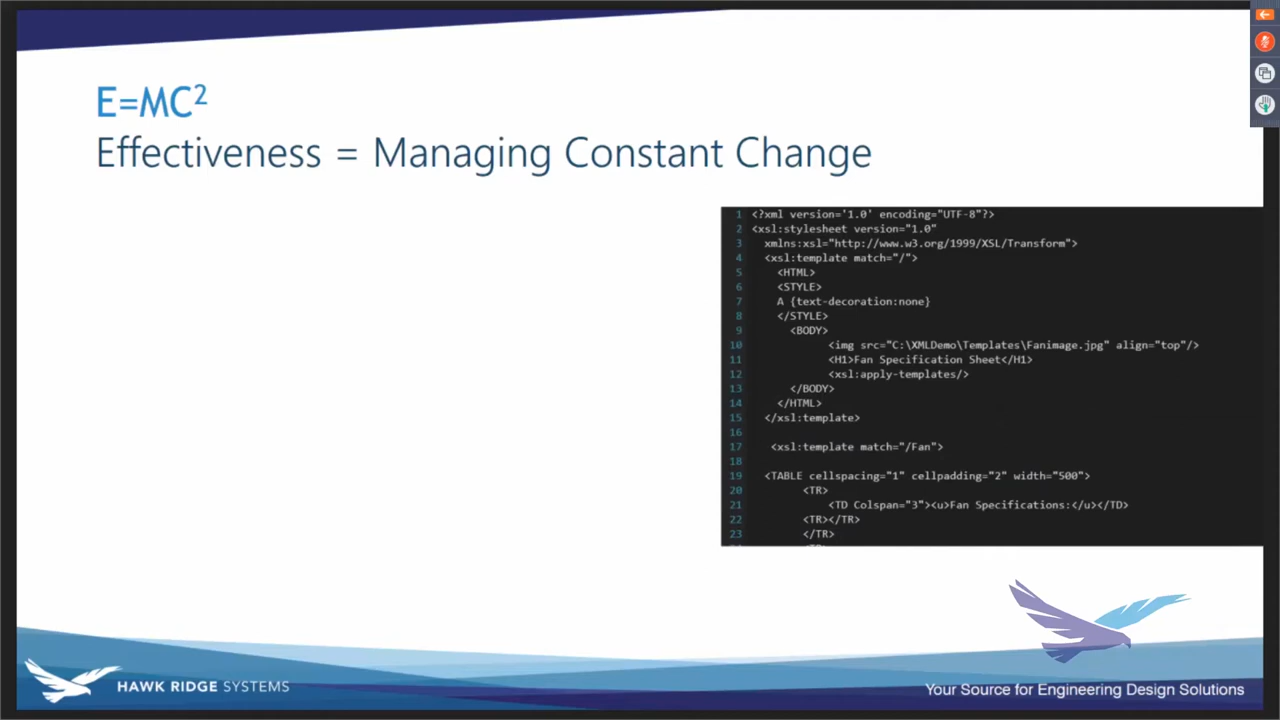 E=MC²
Effectiveness = Managing Constant Change
1 <?xml version='1.0' encoding="UTF-8"?>
2 <xsl:stylesheet version="1.0"
3 xmlns:xsl="http://www.w3.org/1999/XSL/Transform">
4 <xsl:template match="/">
5 <HTML>
6 <STYLE>
7 A {text-decoration:none}
8 </STYLE>
9 <BODY>
10 <img src="C:\XMLDemo\Templates\Fanimage.jpg" align="top"/>
11 <H1>Fan Specification Sheet</H1>
12 <xsl:apply-templates/>
13 </BODY>
14 </HTML>
15 </xsl:template>
16
17 <xsl:template match="/Fan">
18
19 <TABLE cellspacing="1" cellpadding="2" width="500">
20 <TR>
21 <TD Colspan="3"><u>Fan Specifications:</u></TD>
22 <TR></TR>
23 </TR>
HAWK RIDGE SYSTEMS
Your Source for Engineering Design Solutions